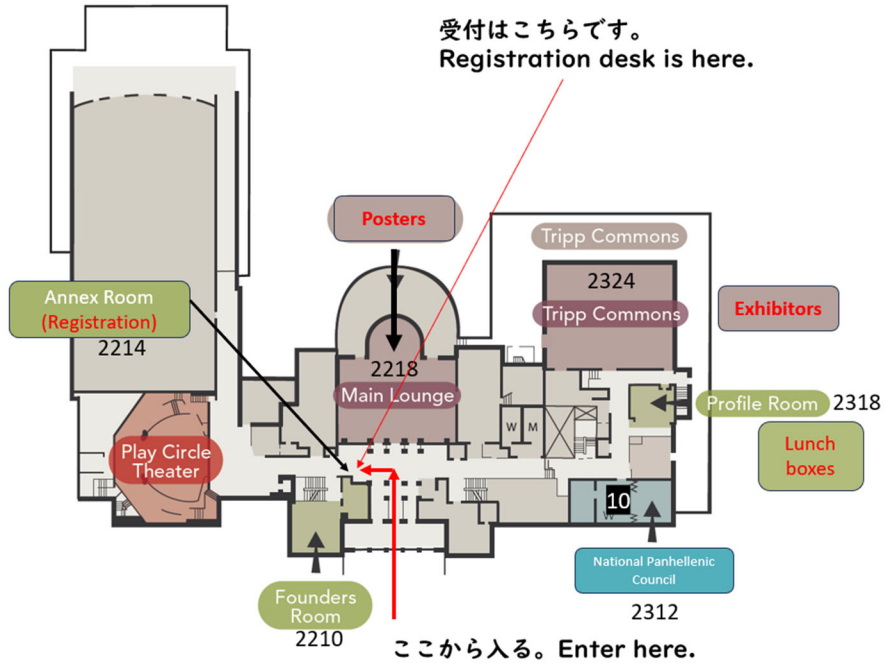 受付はこちらです。
Registration desk is here.
Posters
Tripp Commons
2324
Tripp Commons
Annex Room
(Registration)
2214
Exhibitors
2218
Main Lounge
Profile Room 2318
W M
Play Circle
Theater
Lunch
boxes
10
W
National Panhellenic
Council
2312
Founders
Room
2210
ここから入る。Enter here.